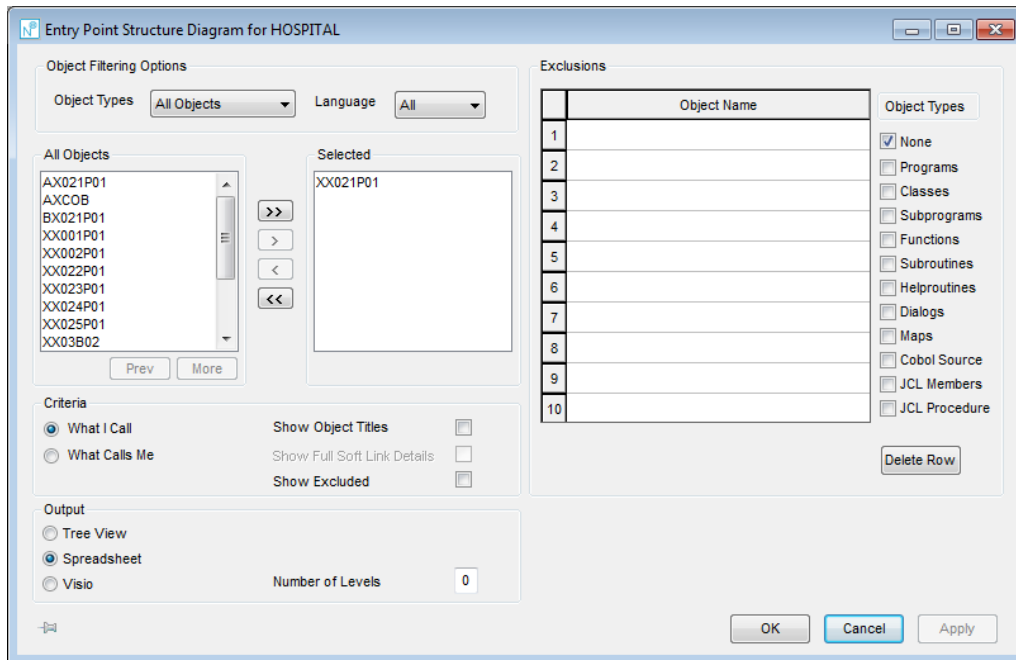 Entry Point Structure Diagram for HOSPITAL
Object Filtering Options
Object Types All Objects Language All
All Objects
AX021P01
AXCOB
BX021P01
XX001P01
XX002P01
XX022P01
XX023P01
XX024P01
XX025P01
XX03B02
Prev More
>>
>
<
<<
Selected
XX021P01
Criteria
What I Call
What Calls Me
Show Object Titles
Show Full Soft Link Details
Show Excluded
Output
Tree View
Spreadsheet
Visio
Number of Levels 0
Exclusions
Object Name
1
2
3
4
5
6
7
8
9
10
Object Types
None
Programs
Classes
Subprograms
Functions
Subroutines
Helproutines
Dialogs
Maps
Cobol Source
JCL Members
JCL Procedure
Delete Row
OK Cancel Apply